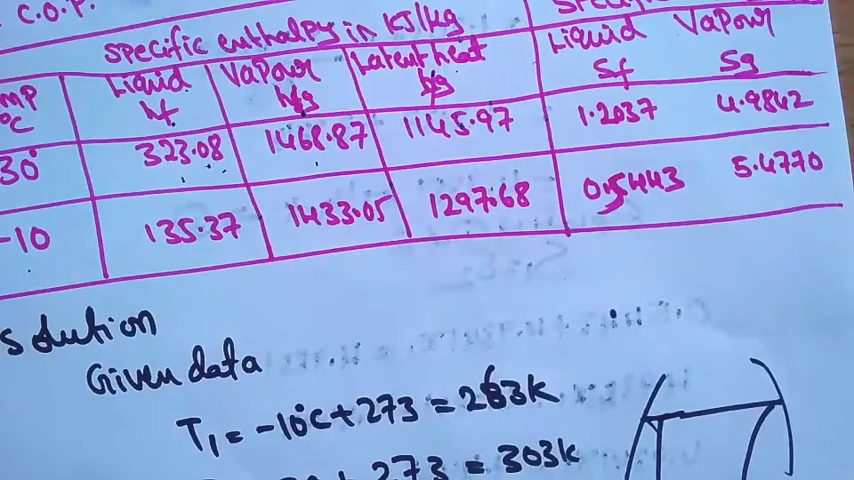 C.O.P.
specific enthalpy in KJ/kg
Liquid Vapour Latent heat Liquid Vapour
hf hfg Sf Sg
°C
30° 323.08 1468.87 1145.97 1.2037 4.9842
-10 135.37 1433.05 1297.68 0.5443 5.4770
Solution
Given data
T1 = -10°C + 273 = 263K
+ 273 = 303K